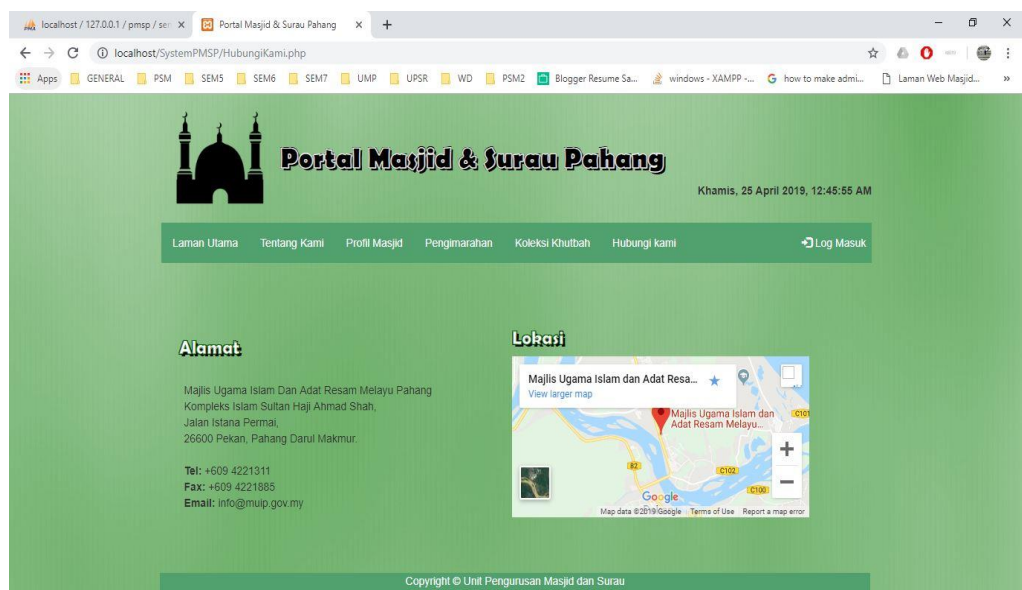 localhost / 127.0.0.1 / pmsp / sen
Portal Masjid & Surau Pahang
localhost/SystemPMSP/HubungiKami.php
Apps GENERAL PSM SEM5 SEM6 SEM7 UMP UPSR WD PSM2 Blogger Resume Sa... windows - XAMPP -... how to make admi... Laman Web Masjid... »
Portal Masjid & Surau Pahang
Khamis, 25 April 2019, 12:45:55 AM
Laman Utama Tentang Kami Profil Masjid Pengimarahan Koleksi Khutbah Hubungi kami Log Masuk
Alamat
Majlis Ugama Islam Dan Adat Resam Melayu Pahang
Kompleks Islam Sultan Haji Ahmad Shah,
Jalan Istana Permai,
26600 Pekan, Pahang Darul Makmur.
Tel: +609 4221311
Fax: +609 4221885
Email: info@muip.gov.my
Lokasi
Majlis Ugama Islam dan Adat Resa...
View larger map
Majlis Ugama Islam dan
Adat Resam Melayu...
C101
B2
C102
C100
Google
Map data ©2019 Google Terms of Use Report a map error
Copyright © Unit Pengurusan Masjid dan Surau